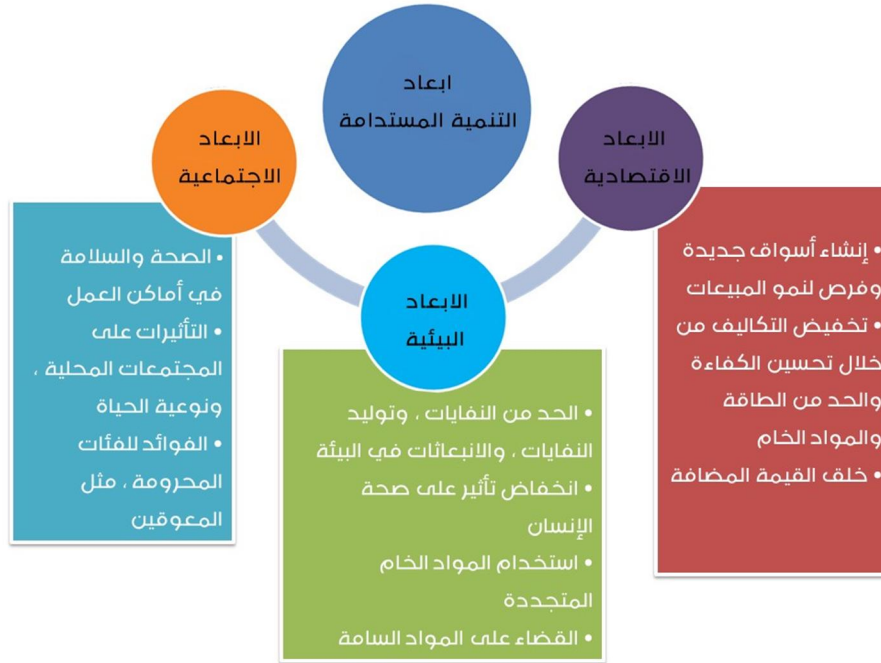 ابعاد
التنمية المستدامة
الابعاد
الاقتصادية
• إنشاء أسواق جديدة
وفرص لنمو المبيعات
• تخفيض التكاليف من
خلال تحسين الكفاءة
والحد من الطاقة
والمواد الخام
• خلق القيمة المضافة
الابعاد
البيئية
• الحد من النفايات ، وتوليد
النفايات ، والانبعاثات في البيئة
• انخفاض تأثير على صحة
الإنسان
• استخدام المواد الخام
المتجددة
• القضاء على المواد السامة
الابعاد
الاجتماعية
• الصحة والسلامة
في أماكن العمل
• التأثيرات على
المجتمعات المحلية ،
ونوعية الحياة
• الفوائد للفئات
المحرومة ، مثل
المعوقين